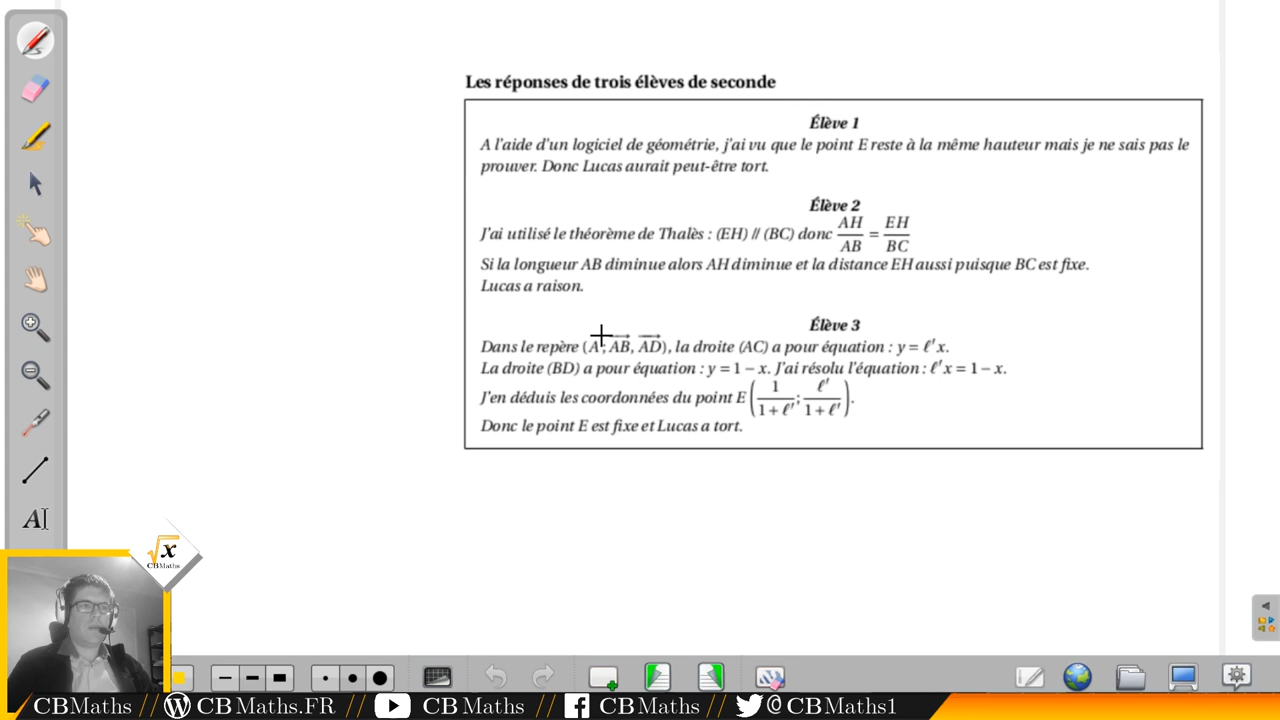 Les réponses de trois élèves de seconde
Élève 1
A l'aide d'un logiciel de géométrie, j'ai vu que le point E reste à la même hauteur mais je ne sais pas le
prouver. Donc Lucas aurait peut-être tort.
Élève 2
J'ai utilisé le théorème de Thalès : (EH) // (BC) donc AH/AB = EH/BC
Si la longueur AB diminue alors AH diminue et la distance EH aussi puisque BC est fixe.
Lucas a raison.
Élève 3
Dans le repère (A; AB, AD), la droite (AC) a pour équation : y = ℓ'x.
La droite (BD) a pour équation : y = 1 − x. J'ai résolu l'équation : ℓ'x = 1 − x.
J'en déduis les coordonnées du point E (1/1+ℓ'; ℓ'/1+ℓ').
Donc le point E est fixe et Lucas a tort.
AI
√x
CBMaths
CBMaths // CBMaths.FR // CBMaths // CBMaths // @CBMaths1